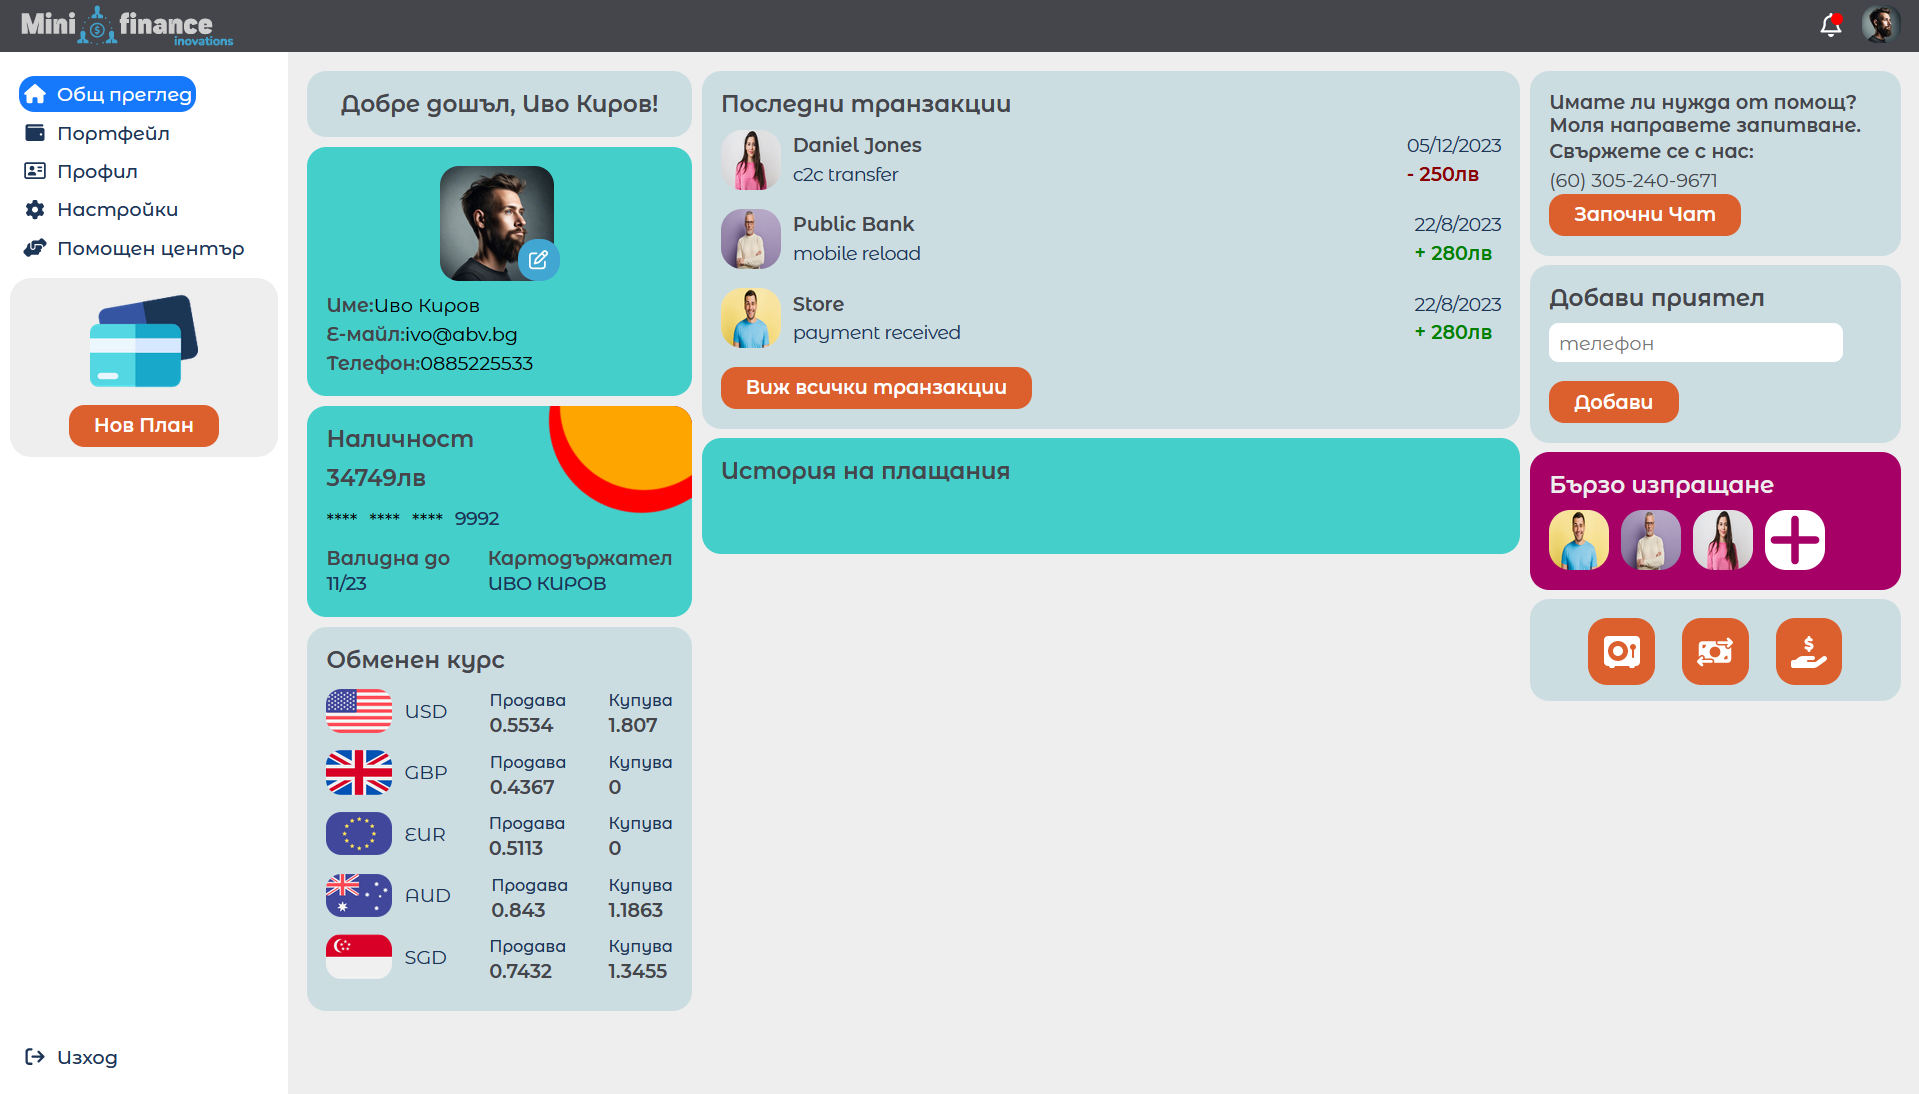 Mini finance
inovations
Общ преглед
Портфейл
Профил
Настройки
Помощен център
Нов План
Изход
Добре дошъл, Иво Киров!
Име:Иво Киров
Е-майл:ivo@abv.bg
Телефон:0885225533
Наличност
34749лв
**** **** **** 9992
Валидна до Картодържател
11/23 ИВО КИРОВ
Обменен курс
USD Продава Купува
0.5534 1.807
GBP Продава Купува
0.4367 0
EUR Продава Купува
0.5113 0
AUD Продава Купува
0.843 1.1863
SGD Продава Купува
0.7432 1.3455
Последни транзакции
Daniel Jones 05/12/2023
c2c transfer - 250лв
Public Bank 22/8/2023
mobile reload + 280лв
Store 22/8/2023
payment received + 280лв
Виж всички транзакции
История на плащания
Имате ли нужда от помощ?
Моля направете запитване.
Свържете се с нас:
(60) 305-240-9671
Започни Чат
Добави приятел
телефон
Добави
Бързо изпращане